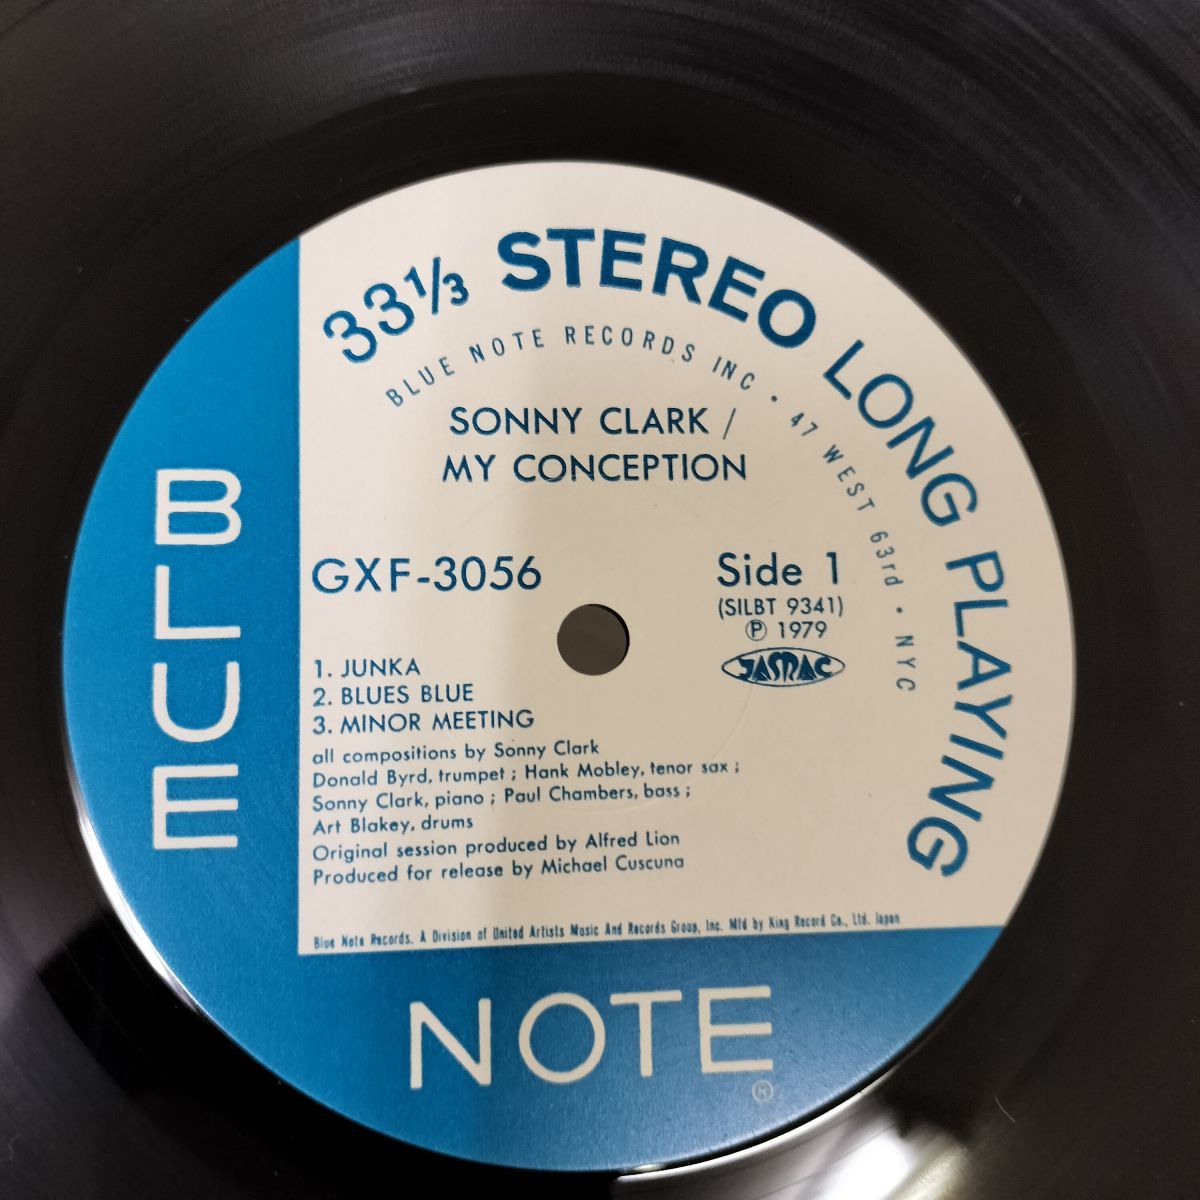 33⅓ STEREO LONG PLAYING
BLUE NOTE RECORDS INC • 47 WEST 63rd • NYC
SONNY CLARK /
MY CONCEPTION
GXF-3056
Side 1
(SILBT 9341)
℗ 1979
JASRAC
1. JUNKA
2. BLUES BLUE
3. MINOR MEETING
all compositions by Sonny Clark
Donald Byrd, trumpet ; Hank Mobley, tenor sax ;
Sonny Clark, piano ; Paul Chambers, bass ;
Art Blakey, drums
Original session produced by Alfred Lion
Produced for release by Michael Cuscuna
Blue Note Records. A Division of United Artists Music And Records Group, Inc. Mfd by King Record Co., Ltd. Japan
BLUE
NOTE®